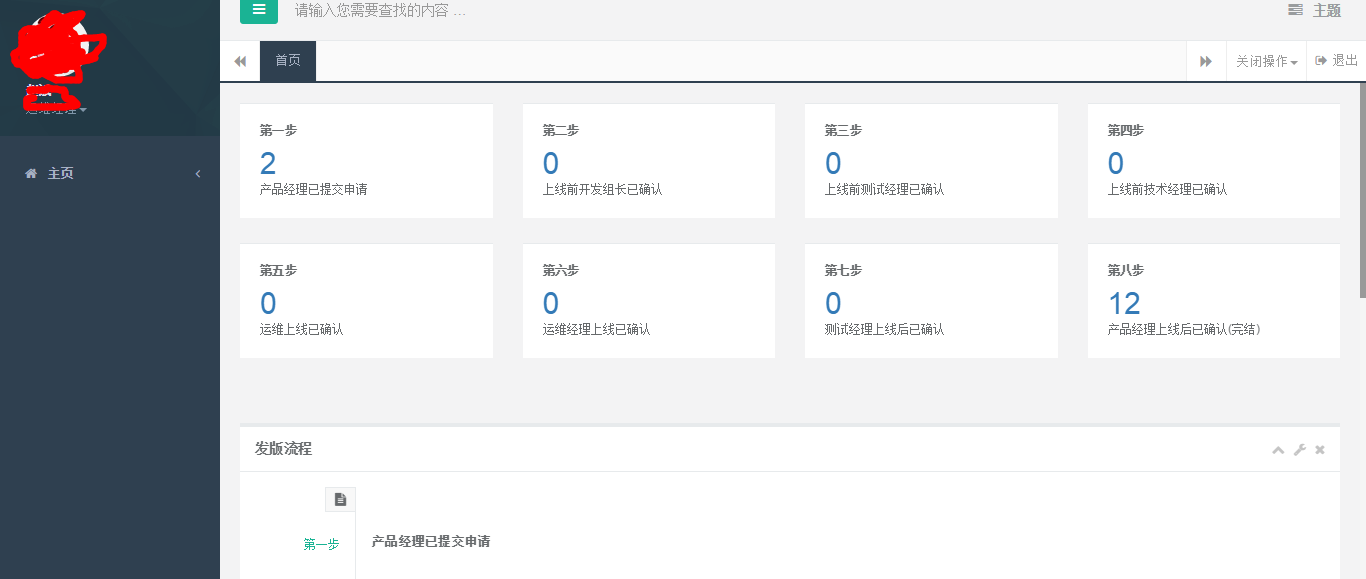 请输入您需要查找的内容 …
主题
首页
关闭操作
退出
运维经理
主页
第一步
2
产品经理已提交申请
第二步
0
上线前开发组长已确认
第三步
0
上线前测试经理已确认
第四步
0
上线前技术经理已确认
第五步
0
运维上线已确认
第六步
0
运维经理上线已确认
第七步
0
测试经理上线后已确认
第八步
12
产品经理上线后已确认(完结)
发版流程
第一步
产品经理已提交申请